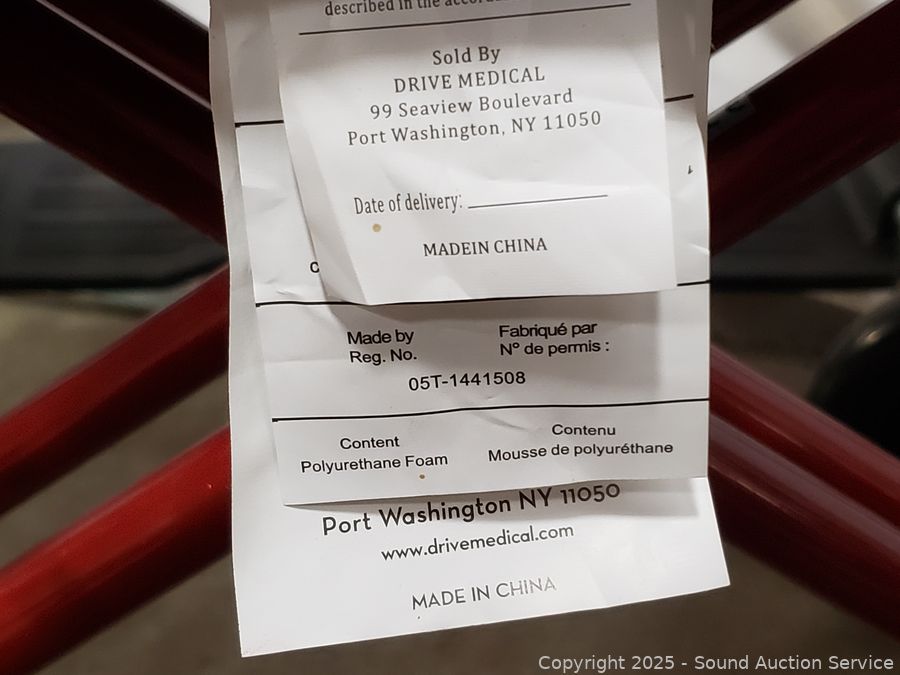 described in the
Sold By
DRIVE MEDICAL
99 Seaview Boulevard
Port Washington, NY 11050
Date of delivery:
MADEIN CHINA
Made by
Reg. No.
Fabriqué par
N° de permis :
05T-1441508
Content
Polyurethane Foam
Contenu
Mousse de polyuréthane
Port Washington NY 11050
www.drivemedical.com
MADE IN CHINA
Copyright 2025 - Sound Auction Service